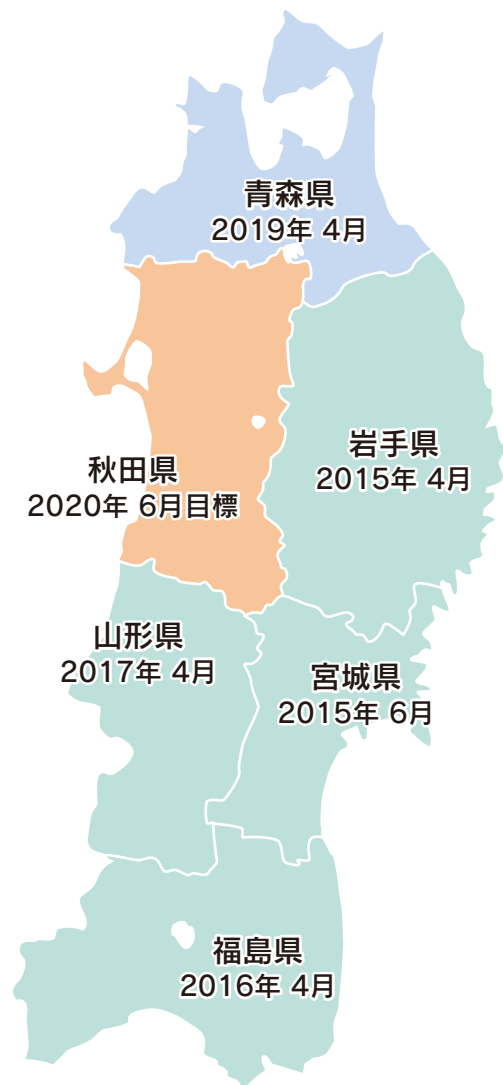 青森県
2019年 4月
岩手県
2015年 4月
秋田県
2020年 6月目標
山形県
2017年 4月
宮城県
2015年 6月
福島県
2016年 4月